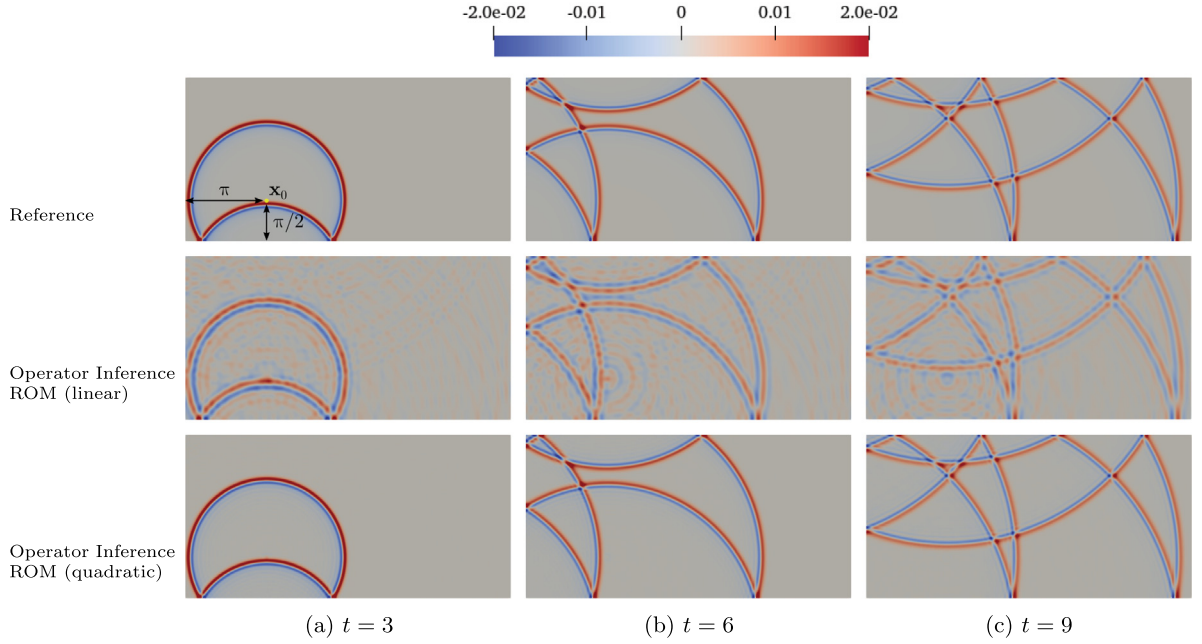 -2.0e-02 -0.01 0 0.01 2.0e-02
π x₀
π/2
Reference
Operator Inference
ROM (linear)
Operator Inference
ROM (quadratic)
(a) t = 3 (b) t = 6 (c) t = 9